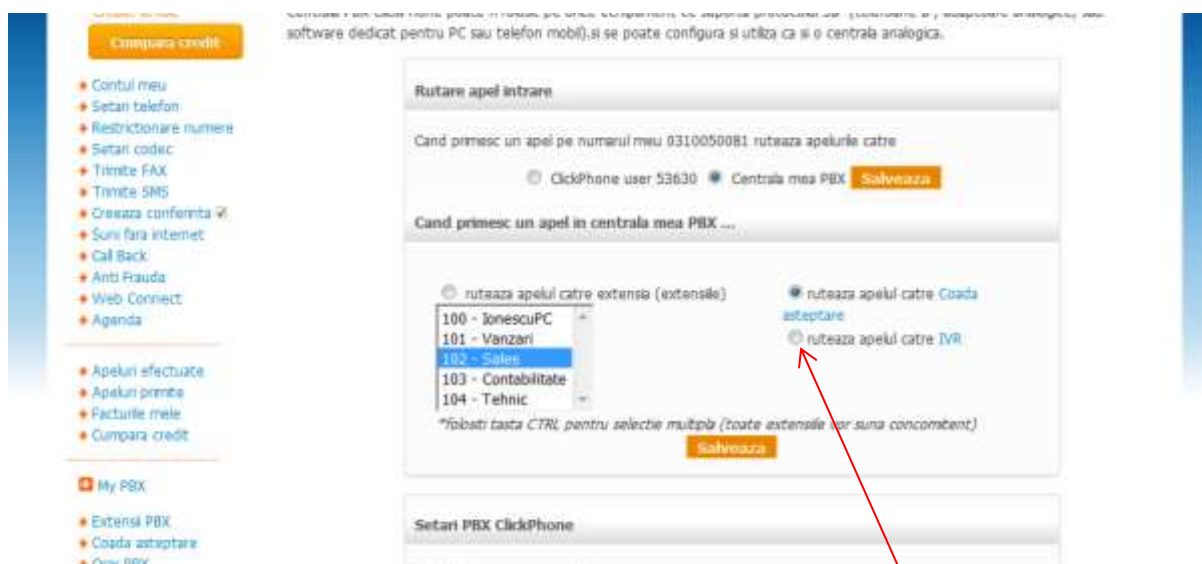 software dedicat pentru PC sau telefon mobil).si se poate configura si utiliza ca si o centrala analogica.
Cumpara credit
Contul meu
Setari telefon
Restrictionare numere
Setari codec
Trimite FAX
Trimite SMS
Creeaza conferinta
Suni fara internet
Call Back
Anti Frauda
Web Connect
Agenda
Apeluri efectuate
Apeluri primite
Facturile mele
Cumpara credit
My PBX
Extensii PBX
Coada asteptare
Rutare apel intrare
Cand primesc un apel pe numarul meu 0310050081 ruteaza apelurile catre
ClickPhone user 53630 Centrala mea PBX Salveaza
Cand primesc un apel in centrala mea PBX ...
ruteaza apelul catre extensia (extensiile)
100 - IonescuPC
101 - Vanzari
102 - Sales
103 - Contabilitate
104 - Tehnic
ruteaza apelul catre Coada
asteptare
ruteaza apelul catre IVR
*folositi tasta CTRL pentru selectie multipla (toate extensiile vor suna concomitent)
Salveaza
Setari PBX ClickPhone